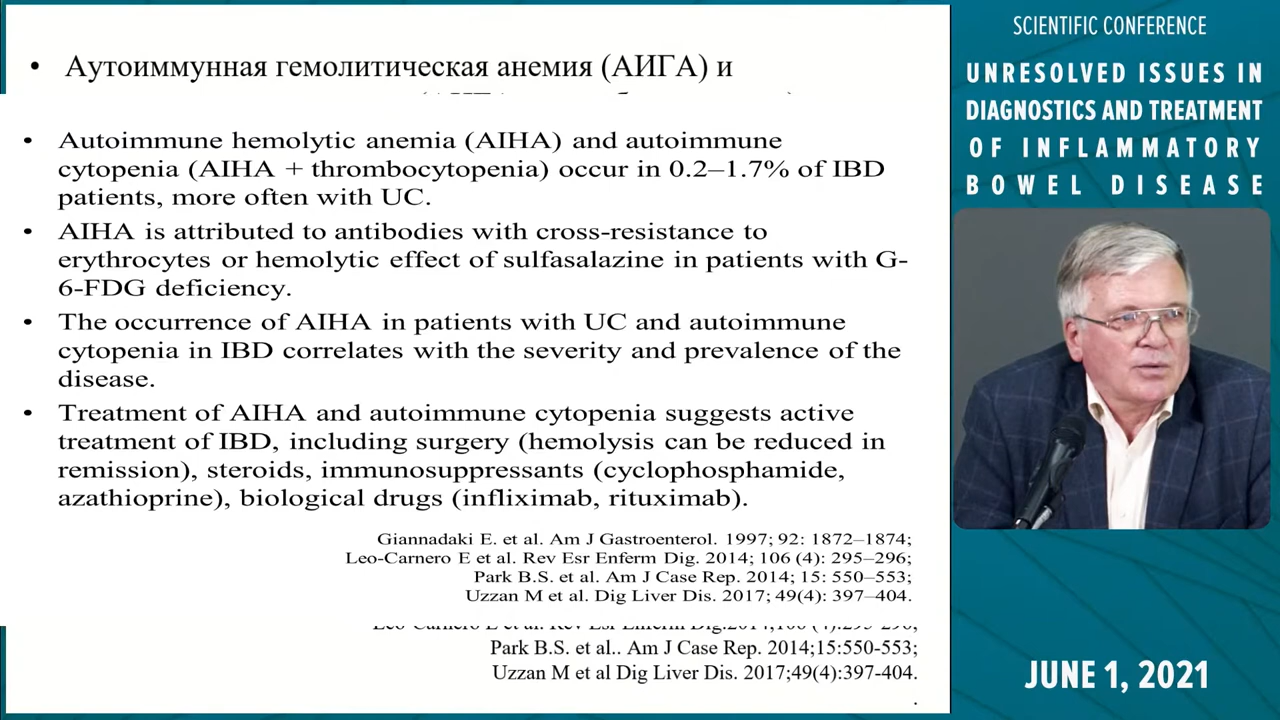 • Аутоиммунная гемолитическая анемия (АИГА) и
• Autoimmune hemolytic anemia (AIHA) and autoimmune
cytopenia (AIHA + thrombocytopenia) occur in 0.2–1.7% of IBD
patients, more often with UC.
• AIHA is attributed to antibodies with cross-resistance to
erythrocytes or hemolytic effect of sulfasalazine in patients with G-
6-FDG deficiency.
• The occurrence of AIHA in patients with UC and autoimmune
cytopenia in IBD correlates with the severity and prevalence of the
disease.
• Treatment of AIHA and autoimmune cytopenia suggests active
treatment of IBD, including surgery (hemolysis can be reduced in
remission), steroids, immunosuppressants (cyclophosphamide,
azathioprine), biological drugs (infliximab, rituximab).
Giannadaki E. et al. Am J Gastroenterol. 1997; 92: 1872–1874;
Leo-Carnero E et al. Rev Esr Enferm Dig. 2014; 106 (4): 295–296;
Park B.S. et al. Am J Case Rep. 2014; 15: 550–553;
Uzzan M et al. Dig Liver Dis. 2017; 49(4): 397–404.
Park B.S. et al.. Am J Case Rep. 2014;15:550-553;
Uzzan M et al Dig Liver Dis. 2017;49(4):397-404.
.
SCIENTIFIC CONFERENCE
UNRESOLVED ISSUES IN
DIAGNOSTICS AND TREATMENT
OF INFLAMMATORY
BOWEL DISEASE
JUNE 1, 2021